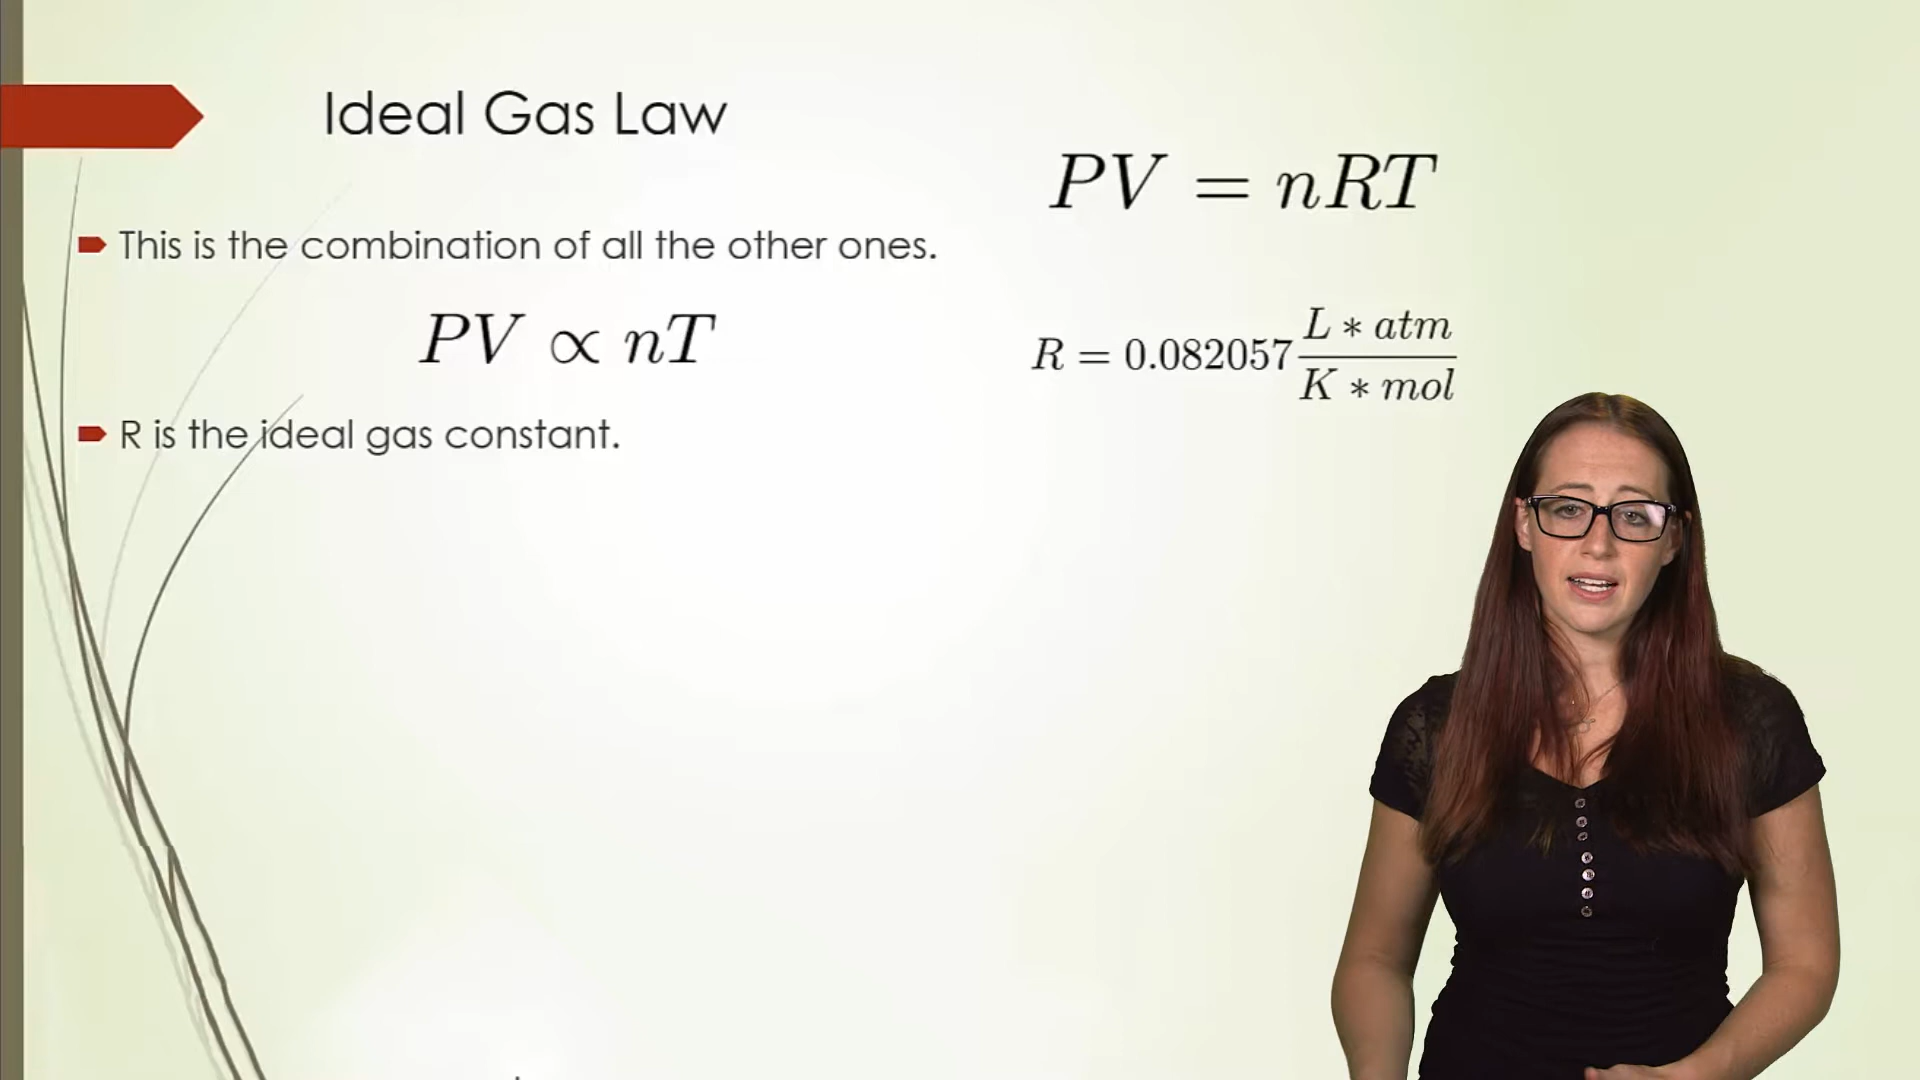 Ideal Gas Law
This is the combination of all the other ones.
PV ∝ nT
R is the ideal gas constant.
PV = nRT
R = 0.082057 \frac{L * atm}{K * mol}